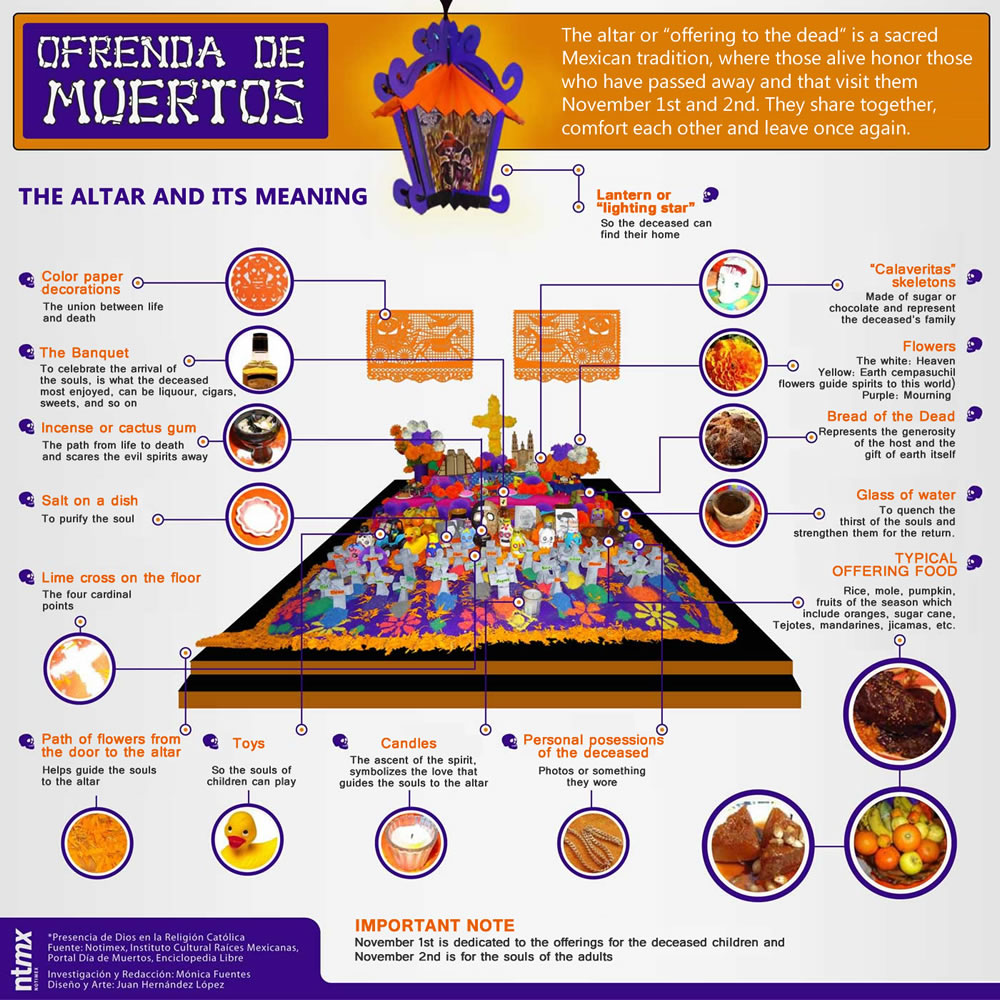 OFRENDA DE
MUERTOS
The altar or “offering to the dead” is a sacred
Mexican tradition, where those alive honor those
who have passed away and that visit them
November 1st and 2nd. They share together,
comfort each other and leave once again.
THE ALTAR AND ITS MEANING
Lantern or
“lighting star”
So the deceased can
find their home
Color paper
decorations
The union between life
and death
The Banquet
To celebrate the arrival of
the souls, is what the deceased
most enjoyed, can be liquour, cigars,
sweets, and so on
Incense or cactus gum
The path from life to death
and scares the evil spirits away
Salt on a dish
To purify the soul
Lime cross on the floor
The four cardinal
points
“Calaveritas”
skeletons
Made of sugar or
chocolate and represent
the deceased's family
Flowers
The white: Heaven
Yellow: Earth cempasuchil
flowers guide spirits to this world)
Purple: Mourning
Bread of the Dead
Represents the generosity
of the host and the
gift of earth itself
Glass of water
To quench the
thirst of the souls and
strengthen them for the return.
TYPICAL
OFFERING FOOD
Rice, mole, pumpkin,
fruits of the season which
include oranges, sugar cane,
Tejotes, mandarines, jicamas, etc.
Path of flowers from
the door to the altar
Helps guide the souls
to the altar
Toys
So the souls of
children can play
Candles
The ascent of the spirit,
symbolizes the love that
guides the souls to the altar
Personal posessions
of the deceased
Photos or something
they wore
IMPORTANT NOTE
November 1st is dedicated to the offerings for the deceased children and
November 2nd is for the souls of the adults
ntmx
NOTIMEX
*Presencia de Dios en la Religión Católica
Fuente: Notimex, Instituto Cultural Raíces Mexicanas,
Portal Día de Muertos, Enciclopedia Libre
Investigación y Redacción: Mónica Fuentes
Diseño y Arte: Juan Hernández López